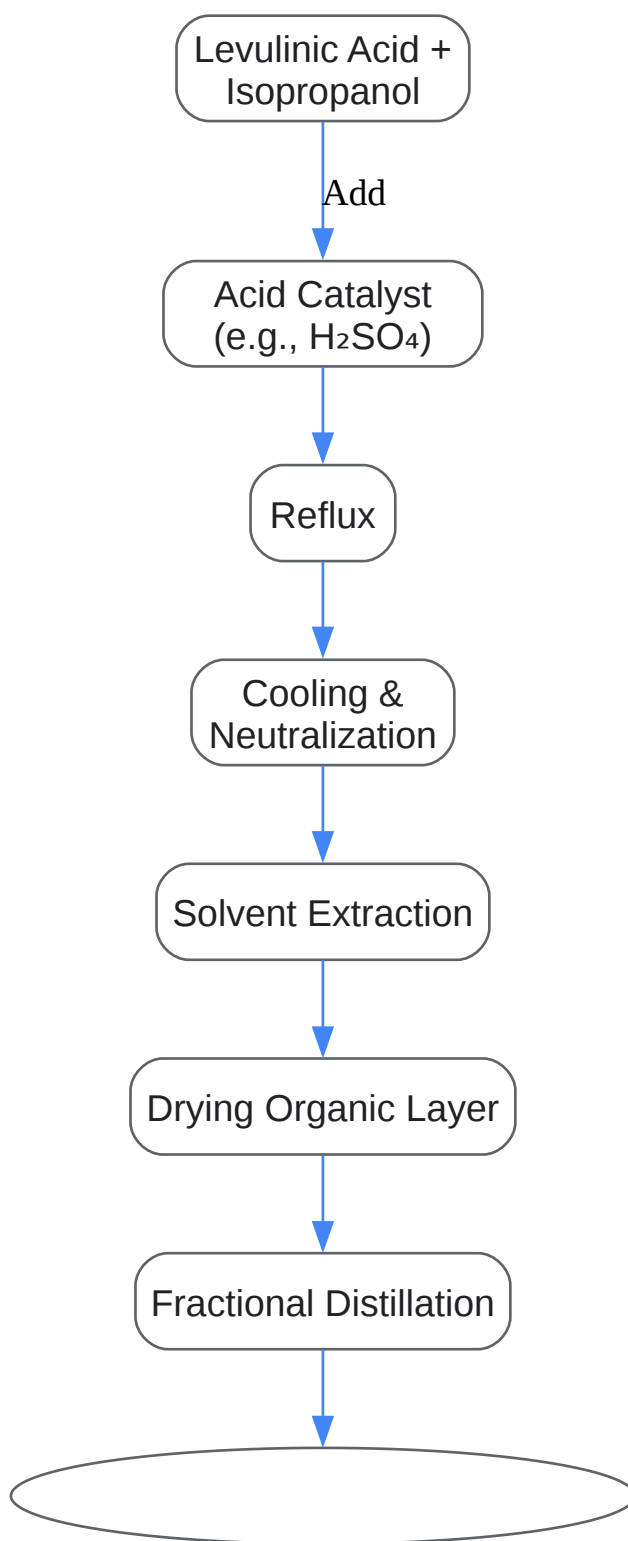 Levulinic Acid +
Isopropanol
Add
Acid Catalyst
(e.g., H₂SO₄)
Reflux
Cooling &
Neutralization
Solvent Extraction
Drying Organic Layer
Fractional Distillation